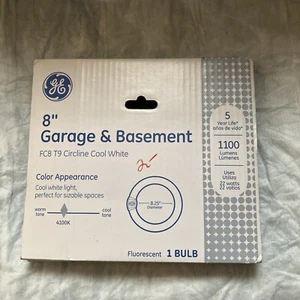 GE
8"
Garage & Basement
FC8 T9 Circline Cool White
Color Appearance
Cool white light,
perfect for sizable spaces
warm
tone
cool
tone
4100K
8.25"
Diameter
5
Year Life*
Años de vida*
1100
Lumens
Lúmenes
Uses
Utiliza
22 watts
22 vatios
Fluorescent 1 BULB